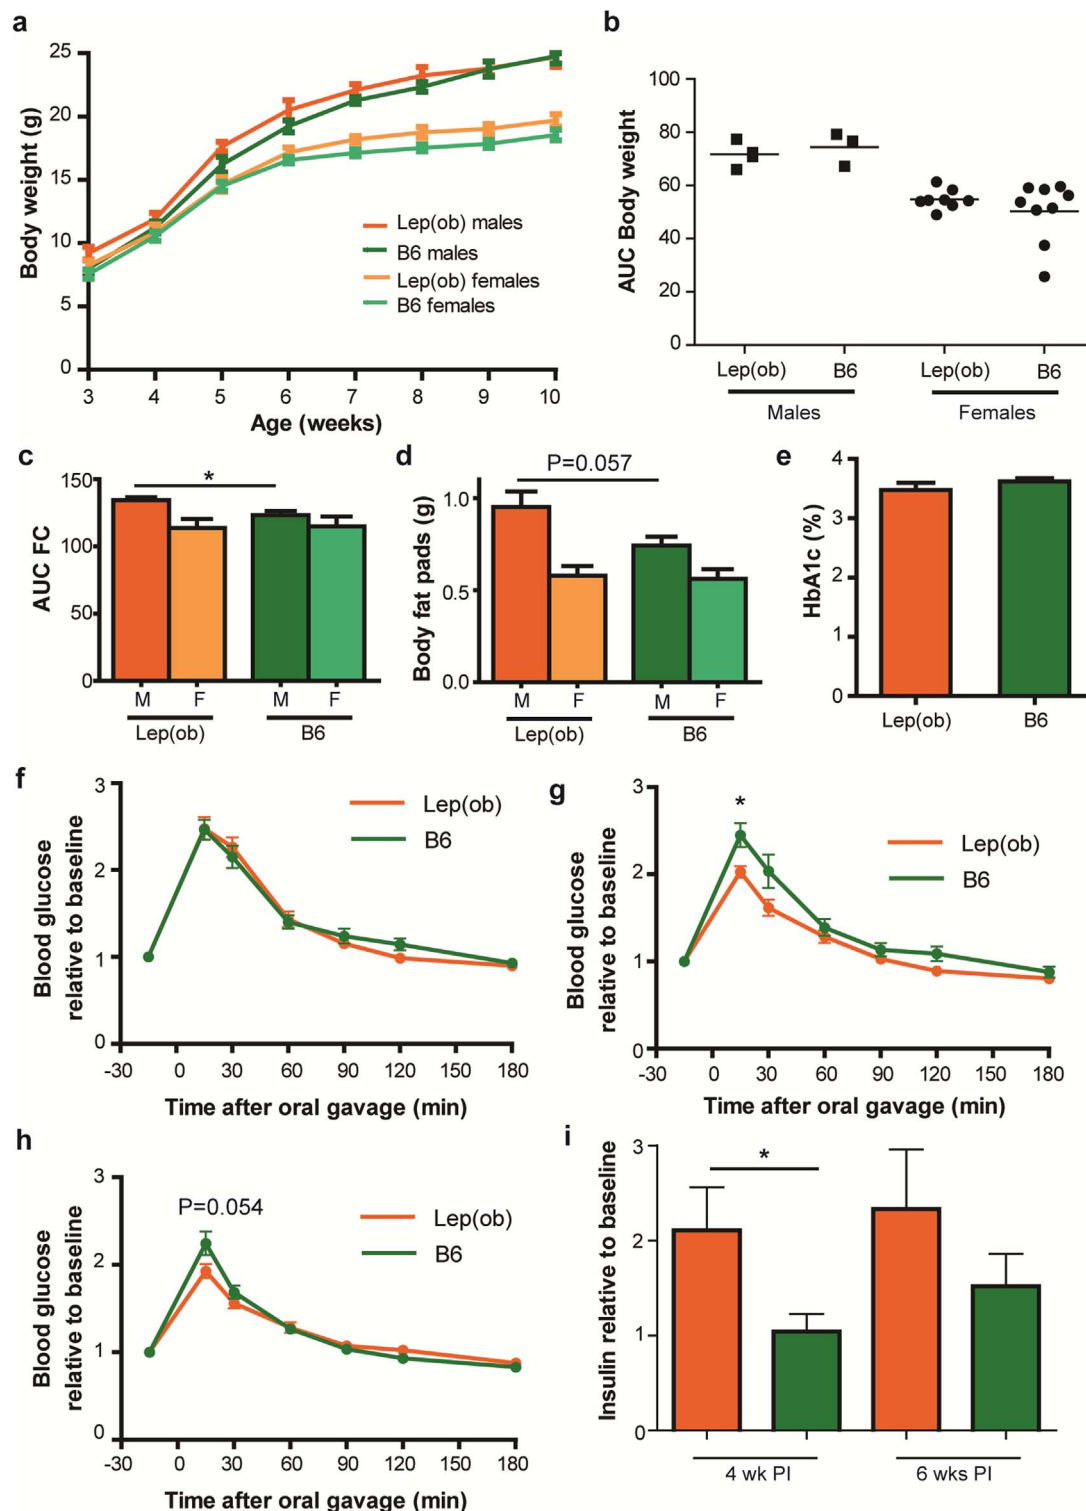 a
Body weight (g)
25
20
15
10
5
0
3 4 5 6 7 8 9 10
Age (weeks)
Lep(ob) males
B6 males
Lep(ob) females
B6 females
b
AUC Body weight
100
80
60
40
20
0
Lep(ob) B6 Lep(ob) B6
Males Females
c
AUC FC
150
100
50
0
*
M F M F
Lep(ob) B6
d
Body fat pads (g)
1.0
0.5
0.0
P=0.057
M F M F
Lep(ob) B6
e
HbA1c (%)
4
3
2
1
0
Lep(ob) B6
f
Blood glucose
relative to baseline
3
2
1
0
-30 0 30 60 90 120 180
Time after oral gavage (min)
Lep(ob)
B6
g
Blood glucose
relative to baseline
3
2
1
0
*
-30 0 30 60 90 120 180
Time after oral gavage (min)
Lep(ob)
B6
h
Blood glucose
relative to baseline
3
2
1
0
P=0.054
-30 0 30 60 90 120 180
Time after oral gavage (min)
Lep(ob)
B6
i
Insulin relative to baseline
3
2
1
0
*
4 wk PI 6 wks PI